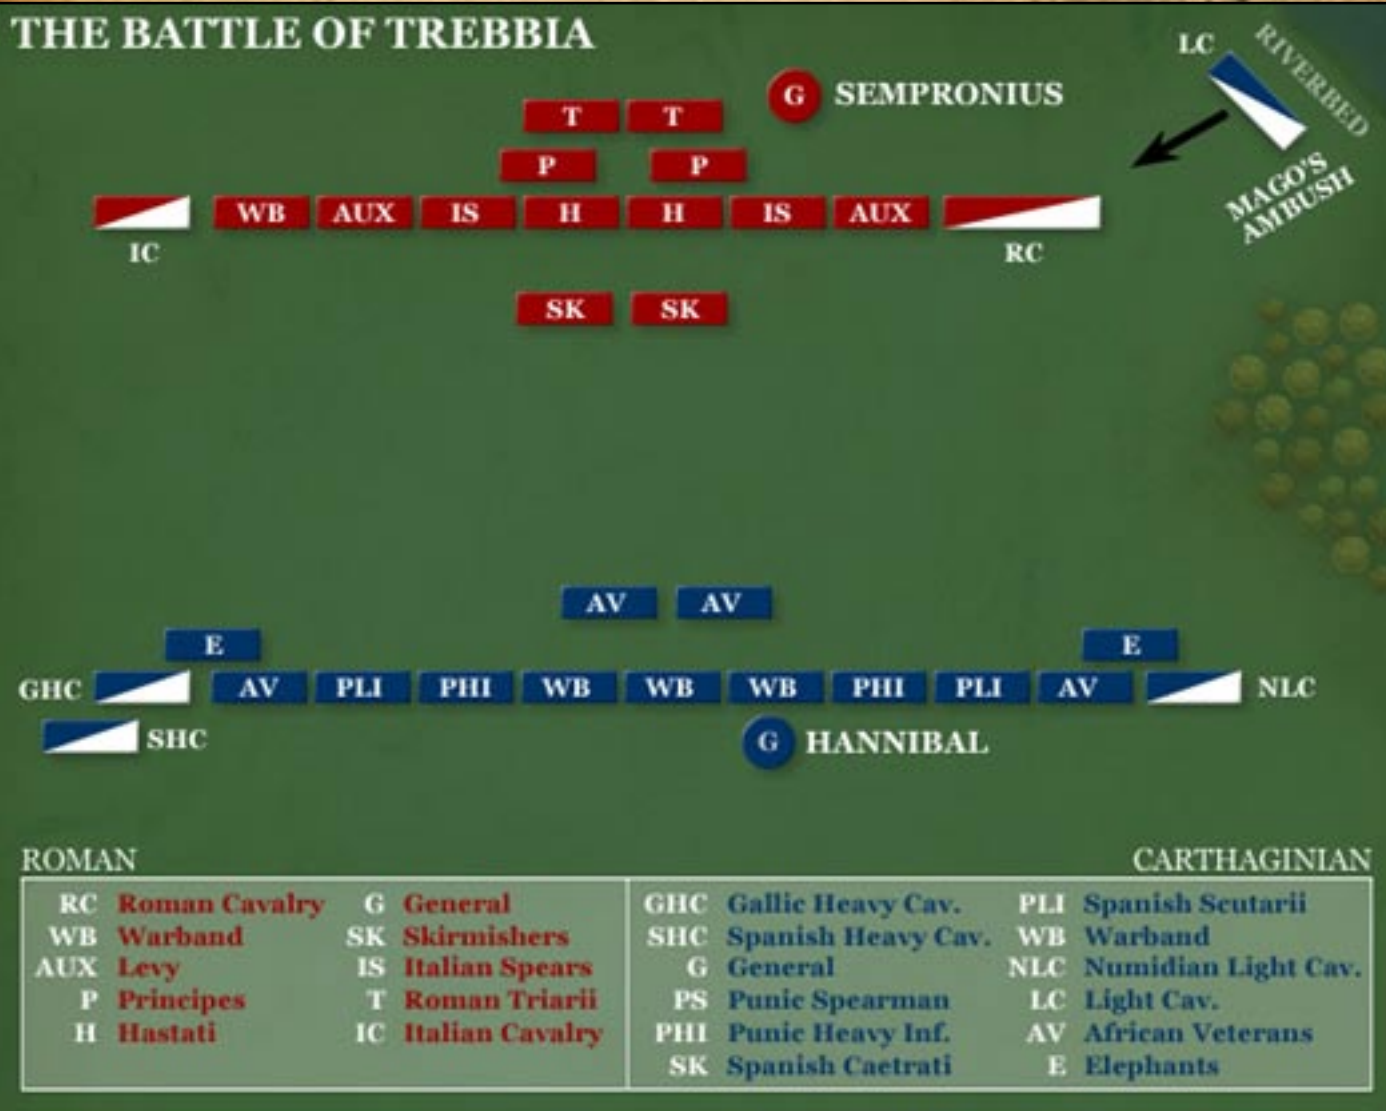 THE BATTLE OF TREBBIA
LC
RIVERBED
G SEMPRONIUS
T T
P P
MAGO'S
AMBUSH
WB AUX IS H H IS AUX
IC RC
SK SK
AV AV
E E
GHC AV PLI PHI WB WB WB PHI PLI AV NLC
SHC G HANNIBAL
ROMAN CARTHAGINIAN
RC Roman Cavalry G General GHC Gallic Heavy Cav. PLI Spanish Scutarii
WB Warband SK Skirmishers SHC Spanish Heavy Cav. WB Warband
AUX Levy IS Italian Spears G General NLC Numidian Light Cav.
P Principes T Roman Triarii PS Punic Spearman LC Light Cav.
H Hastati IC Italian Cavalry PHI Punic Heavy Inf. AV African Veterans
SK Spanish Caetrati E Elephants